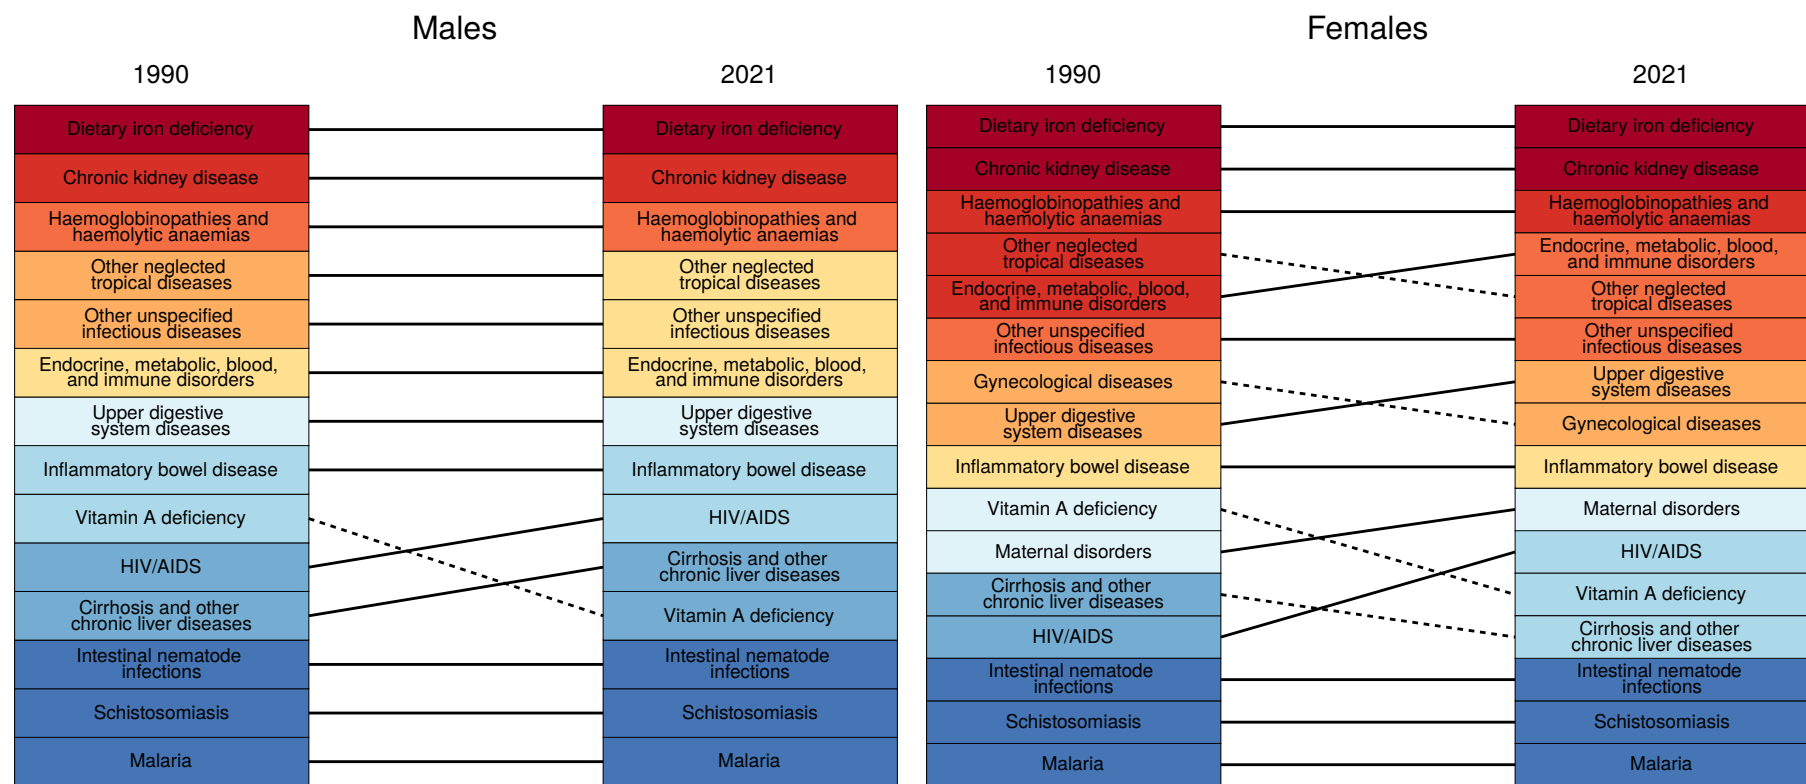 Males
1990
2021
Dietary iron deficiency
Chronic kidney disease
Haemoglobinopathies and
haemolytic anaemias
Other neglected
tropical diseases
Other unspecified
infectious diseases
Endocrine, metabolic, blood,
and immune disorders
Upper digestive
system diseases
Inflammatory bowel disease
Vitamin A deficiency
HIV/AIDS
Cirrhosis and other
chronic liver diseases
Intestinal nematode
infections
Schistosomiasis
Malaria
Dietary iron deficiency
Chronic kidney disease
Haemoglobinopathies and
haemolytic anaemias
Other neglected
tropical diseases
Other unspecified
infectious diseases
Endocrine, metabolic, blood,
and immune disorders
Upper digestive
system diseases
Inflammatory bowel disease
HIV/AIDS
Cirrhosis and other
chronic liver diseases
Vitamin A deficiency
Intestinal nematode
infections
Schistosomiasis
Malaria
Females
1990
2021
Dietary iron deficiency
Chronic kidney disease
Haemoglobinopathies and
haemolytic anaemias
Other neglected
tropical diseases
Endocrine, metabolic, blood,
and immune disorders
Other unspecified
infectious diseases
Gynecological diseases
Upper digestive
system diseases
Inflammatory bowel disease
Vitamin A deficiency
Maternal disorders
Cirrhosis and other
chronic liver diseases
HIV/AIDS
Intestinal nematode
infections
Schistosomiasis
Malaria
Dietary iron deficiency
Chronic kidney disease
Haemoglobinopathies and
haemolytic anaemias
Endocrine, metabolic, blood,
and immune disorders
Other neglected
tropical diseases
Other unspecified
infectious diseases
Upper digestive
system diseases
Gynecological diseases
Inflammatory bowel disease
Maternal disorders
HIV/AIDS
Vitamin A deficiency
Cirrhosis and other
chronic liver diseases
Intestinal nematode
infections
Schistosomiasis
Malaria